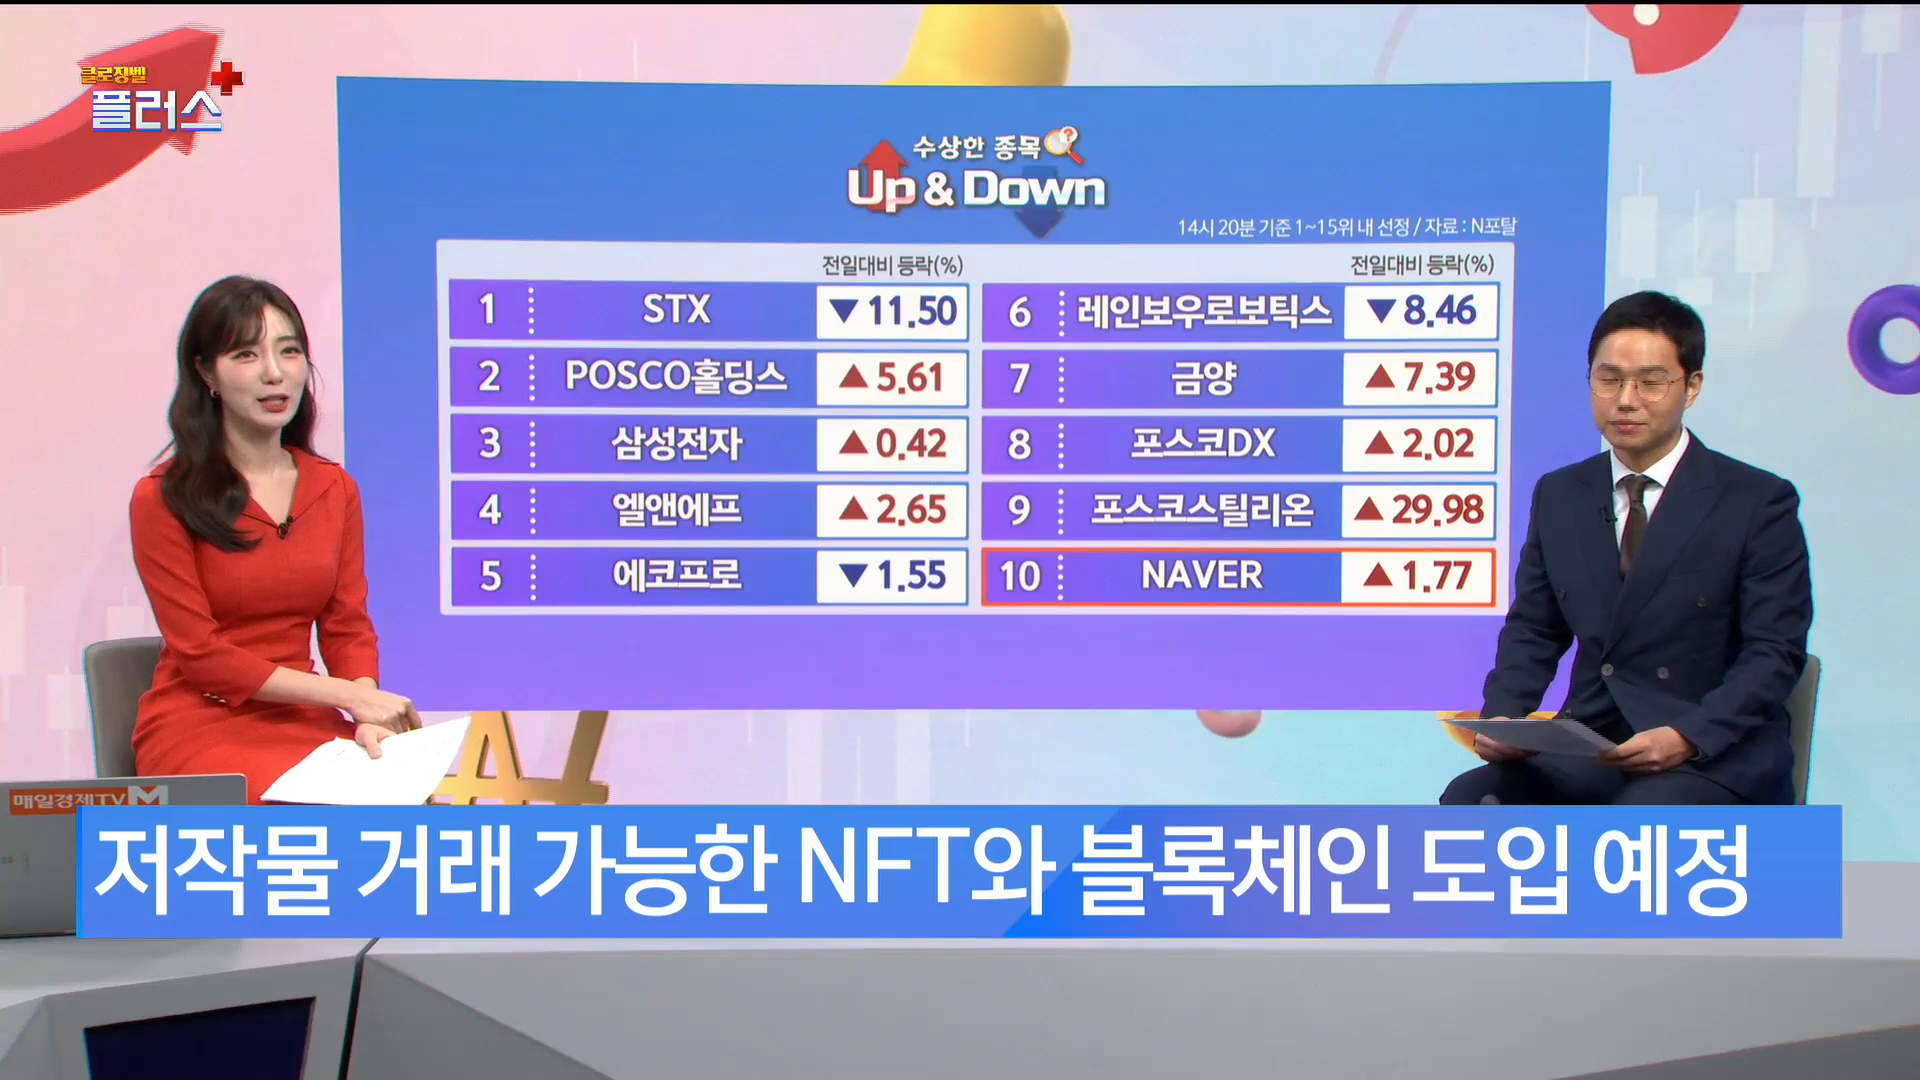 클로징벨
플러스
수상한 종목
Up & Down
14시 20분 기준 1~15위 내 선정 / 자료 : N포탈
전일대비 등락(%)
1 STX ▼11.50
2 POSCO홀딩스 ▲5.61
3 삼성전자 ▲0.42
4 엘앤에프 ▲2.65
5 에코프로 ▼1.55
전일대비 등락(%)
6 레인보우로보틱스 ▼8.46
7 금양 ▲7.39
8 포스코DX ▲2.02
9 포스코스틸리온 ▲29.98
10 NAVER ▲1.77
매일경제TV M
저작물 거래 가능한 NFT와 블록체인 도입 예정